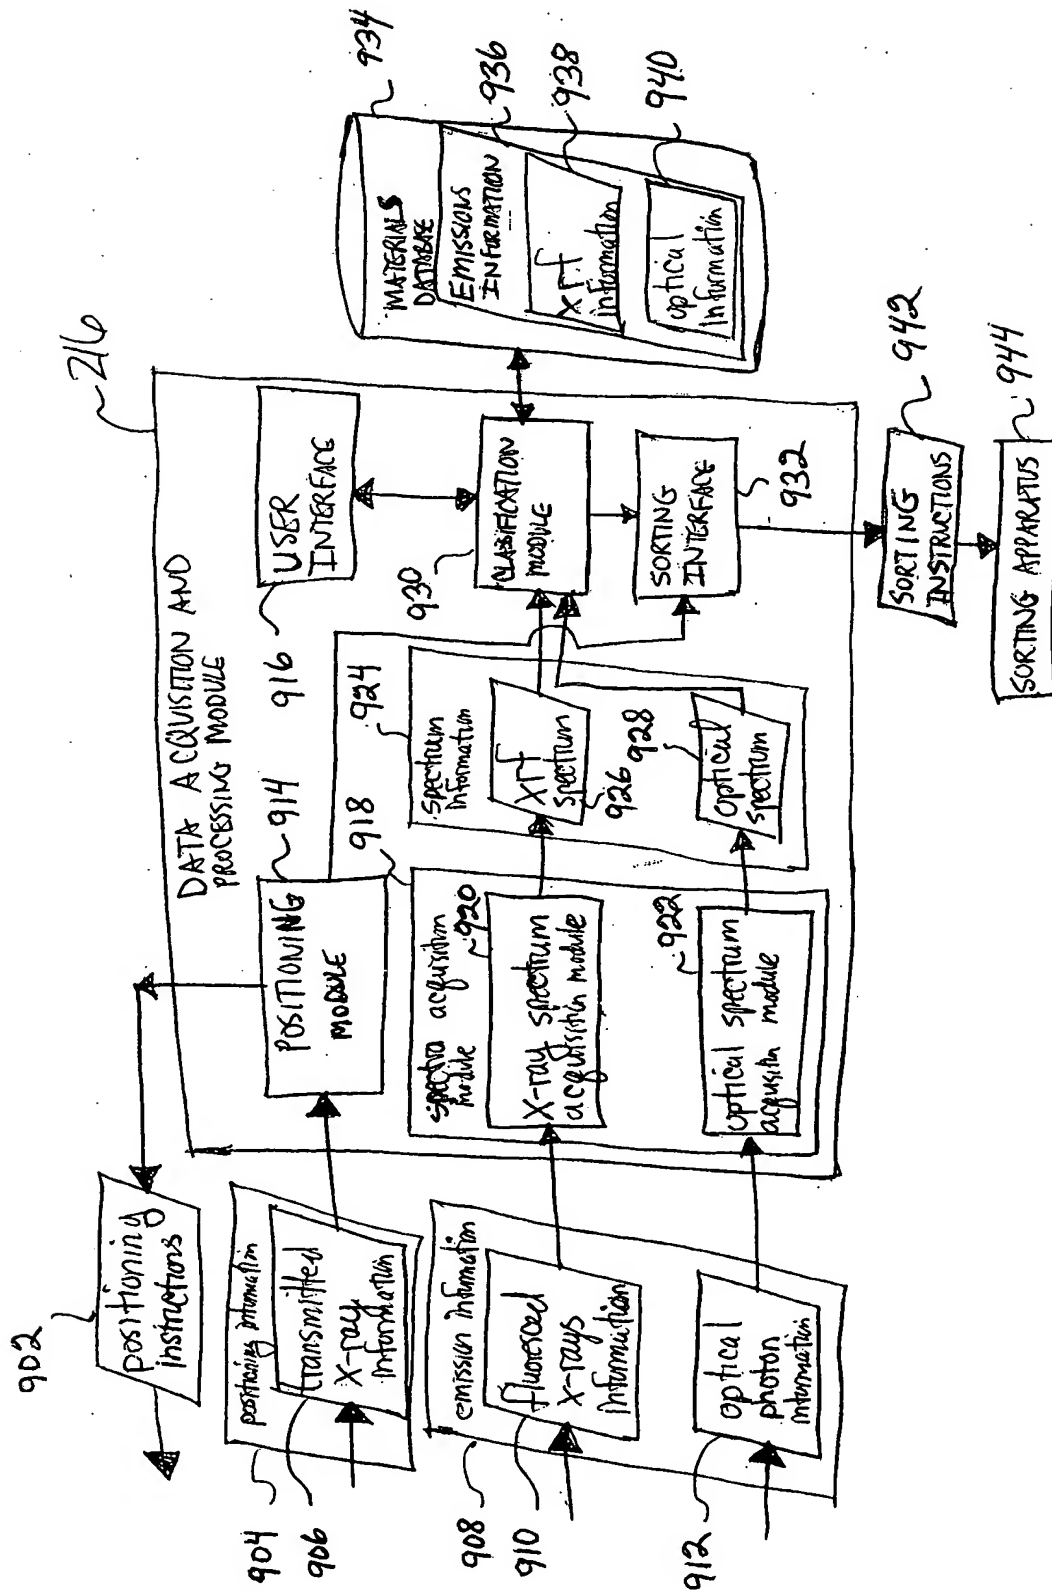 902
positioning
instructions
904
positioning information
906
transmitted
X-ray
information
908
emission information
910
fluoresced
X-rays
information
912
optical
photon
information
216
DATA ACQUISITION AND
PROCESSING MODULE
914
POSITIONING
MODULE
916
USER
INTERFACE
918
spectra acquisition
module
920
X-ray spectrum
acquisition module
922
optical spectrum
acquisition module
924
spectrum
information
XRF
spectrum
926
928
optical
spectrum
930
CLASSIFICATION
MODULE
SORTING
INTERFACE
932
934
MATERIALS
DATABASE
936
EMISSIONS
INFORMATION
938
XRF
information
940
optical
information
942
SORTING
INSTRUCTIONS
944
SORTING APPARATUS